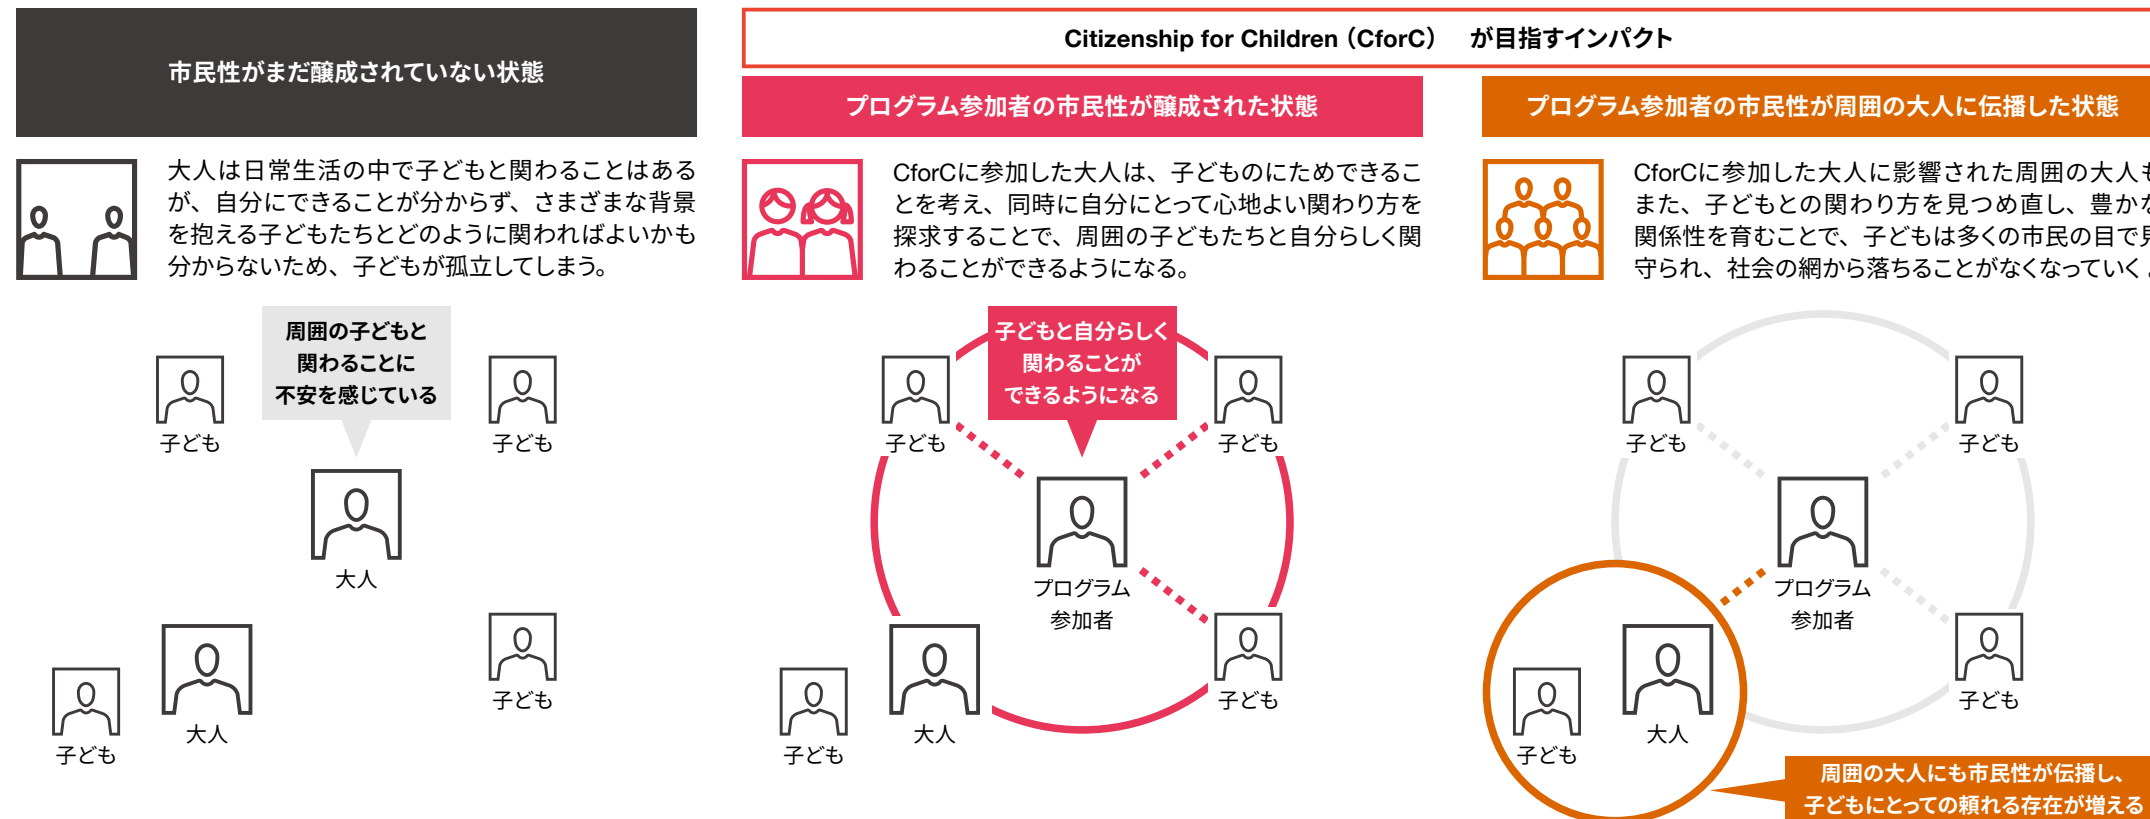 市民性がまだ醸成されていない状態
大人は日常生活の中で子どもと関わることはある
が、自分にできることが分からず、さまざまな背景
を抱える子どもたちとどのように関わればよいかも
分からないため、子どもが孤立してしまう。
周囲の子どもと
関わることに
不安を感じている
子ども
子ども
大人
大人
子ども
子ども
Citizenship for Children（CforC）　が目指すインパクト
プログラム参加者の市民性が醸成された状態
CforCに参加した大人は、子どものにためできるこ
とを考え、同時に自分にとって心地よい関わり方を
探求することで、周囲の子どもたちと自分らしく関
わることができるようになる。
子どもと自分らしく
関わることが
できるようになる
子ども
子ども
プログラム
参加者
大人
子ども
子ども
プログラム参加者の市民性が周囲の大人に伝播した状態
CforCに参加した大人に影響された周囲の大人も
また、子どもとの関わり方を見つめ直し、豊かな
関係性を育むことで、子どもは多くの市民の目で見
守られ、社会の網から落ちることがなくなっていく。
子ども
子ども
プログラム
参加者
大人
子ども
子ども
周囲の大人にも市民性が伝播し、
子どもにとっての頼れる存在が増える